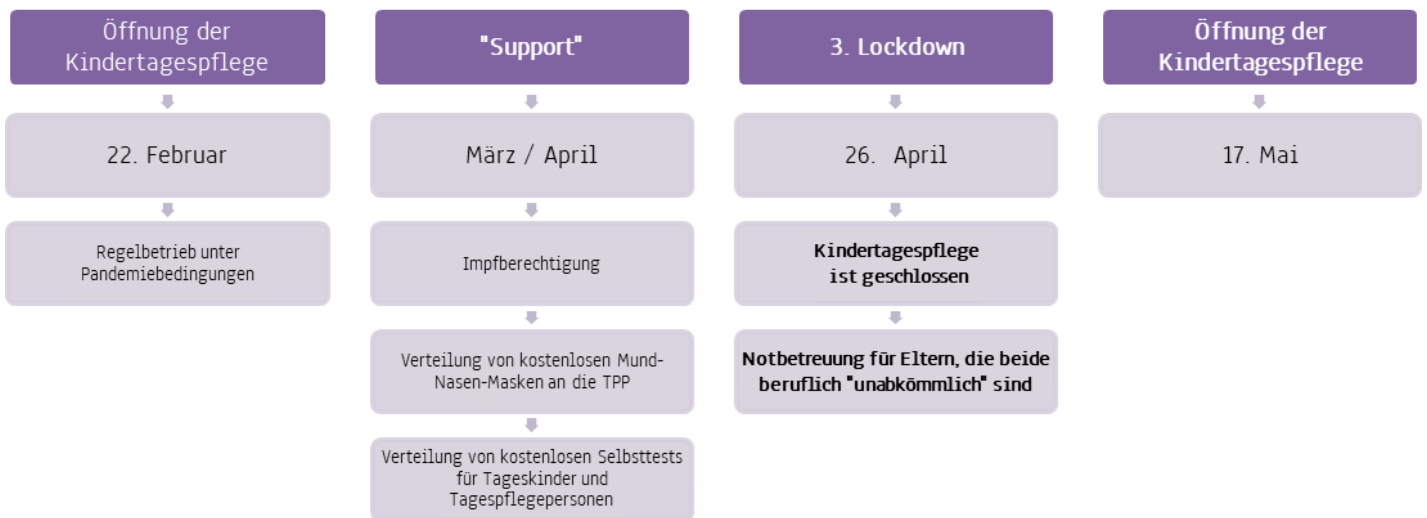 Öffnung der
Kindertagespflege
22. Februar
Regelbetrieb unter
Pandemiebedingungen
"Support"
März / April
Impfberechtigung
Verteilung von kostenlosen Mund-
Nasen-Masken an die TPP
Verteilung von kostenlosen Selbsttests
für Tageskinder und
Tagespflegepersonen
3. Lockdown
26. April
Kindertagespflege
ist geschlossen
Notbetreuung für Eltern, die beide
beruflich "unabkömmlich" sind
Öffnung der
Kindertagespflege
17. Mai